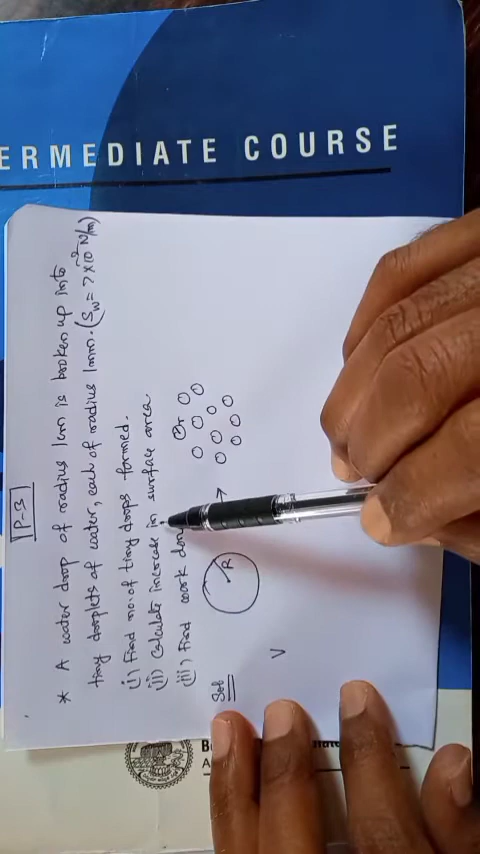 ERMEDIATE COURSE
P-3
* A water drop of radius 1cm is broken up into
tiny droplets of water, each of radius 1mm. (Sw = 7×10⁻² N/m)
(i) Find no. of tiny drops formed.
(ii) Calculate increase in surface area
(iii) Find work
Sol
R
r
V